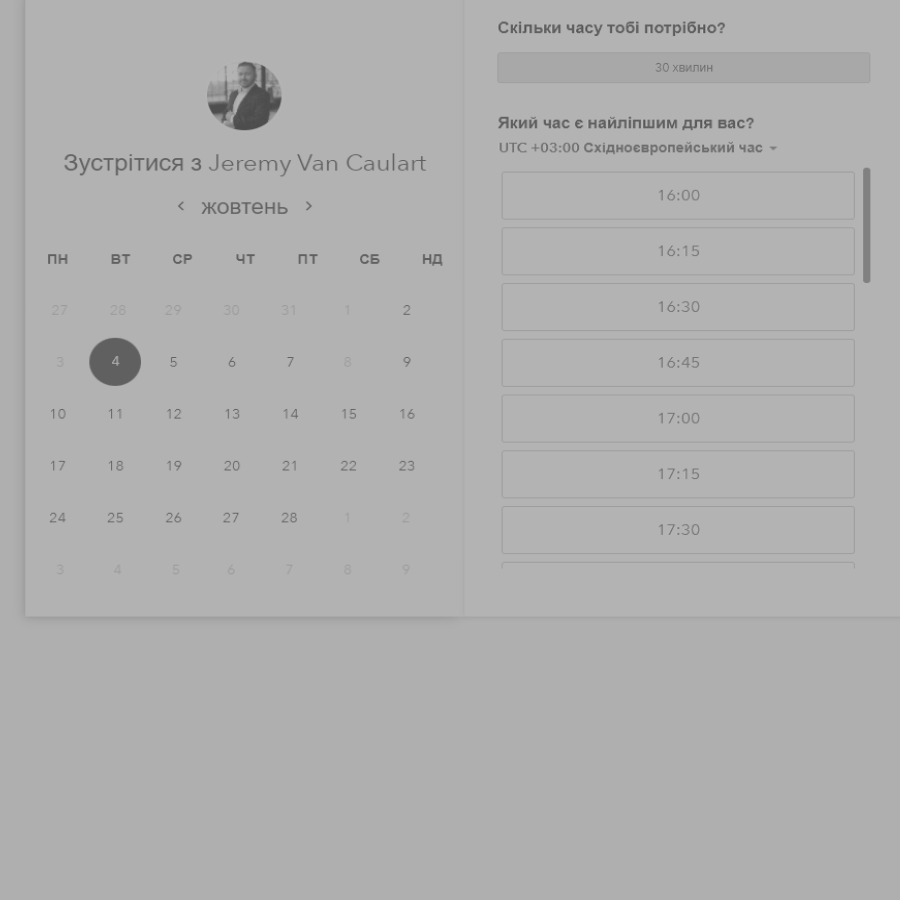 Зустрітися з Jeremy Van Caulart
‹ жовтень ›
ПН ВТ СР ЧТ ПТ СБ НД
27 28 29 30 31 1 2
3 4 5 6 7 8 9
10 11 12 13 14 15 16
17 18 19 20 21 22 23
24 25 26 27 28 1 2
3 4 5 6 7 8 9
Скільки часу тобі потрібно?
30 хвилин
Який час є найліпшим для вас?
UTC +03:00 Східноєвропейський час
16:00
16:15
16:30
16:45
17:00
17:15
17:30